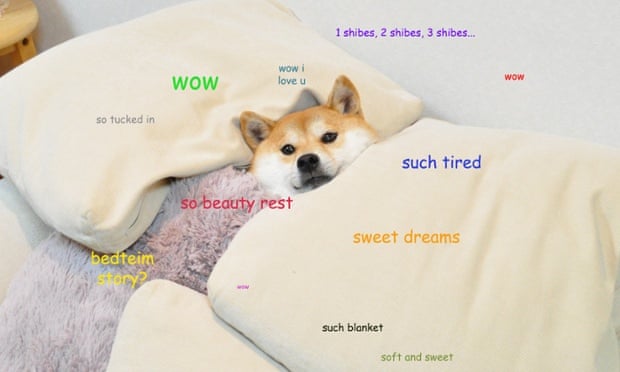 1 shibes, 2 shibes, 3 shibes...
wow i
love u
wow
wow
so tucked in
such tired
so beauty rest
sweet dreams
bedteim
story?
wow
such blanket
soft and sweet